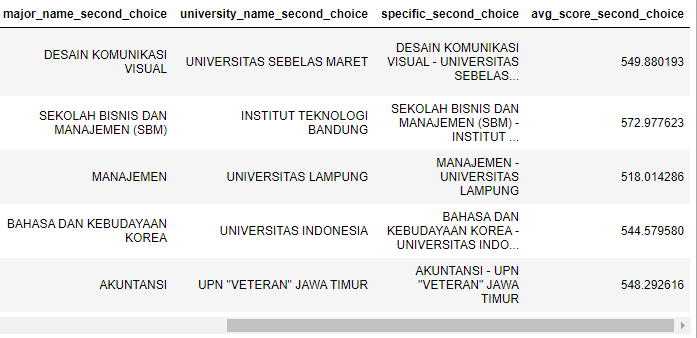 major_name_second_choice university_name_second_choice specific_second_choice avg_score_second_choice
DESAIN KOMUNIKASI
VISUAL
UNIVERSITAS SEBELAS MARET
DESAIN KOMUNIKASI
VISUAL - UNIVERSITAS
SEBELAS...
549.880193
SEKOLAH BISNIS DAN
MANAJEMEN (SBM)
INSTITUT TEKNOLOGI
BANDUNG
SEKOLAH BISNIS DAN
MANAJEMEN (SBM) -
INSTITUT ...
572.977623
MANAJEMEN
UNIVERSITAS LAMPUNG
MANAJEMEN -
UNIVERSITAS
LAMPUNG
518.014286
BAHASA DAN KEBUDAYAAN
KOREA
UNIVERSITAS INDONESIA
BAHASA DAN
KEBUDAYAAN KOREA -
UNIVERSITAS INDO...
544.579580
AKUNTANSI
UPN "VETERAN" JAWA TIMUR
AKUNTANSI - UPN
"VETERAN" JAWA
TIMUR
548.292616